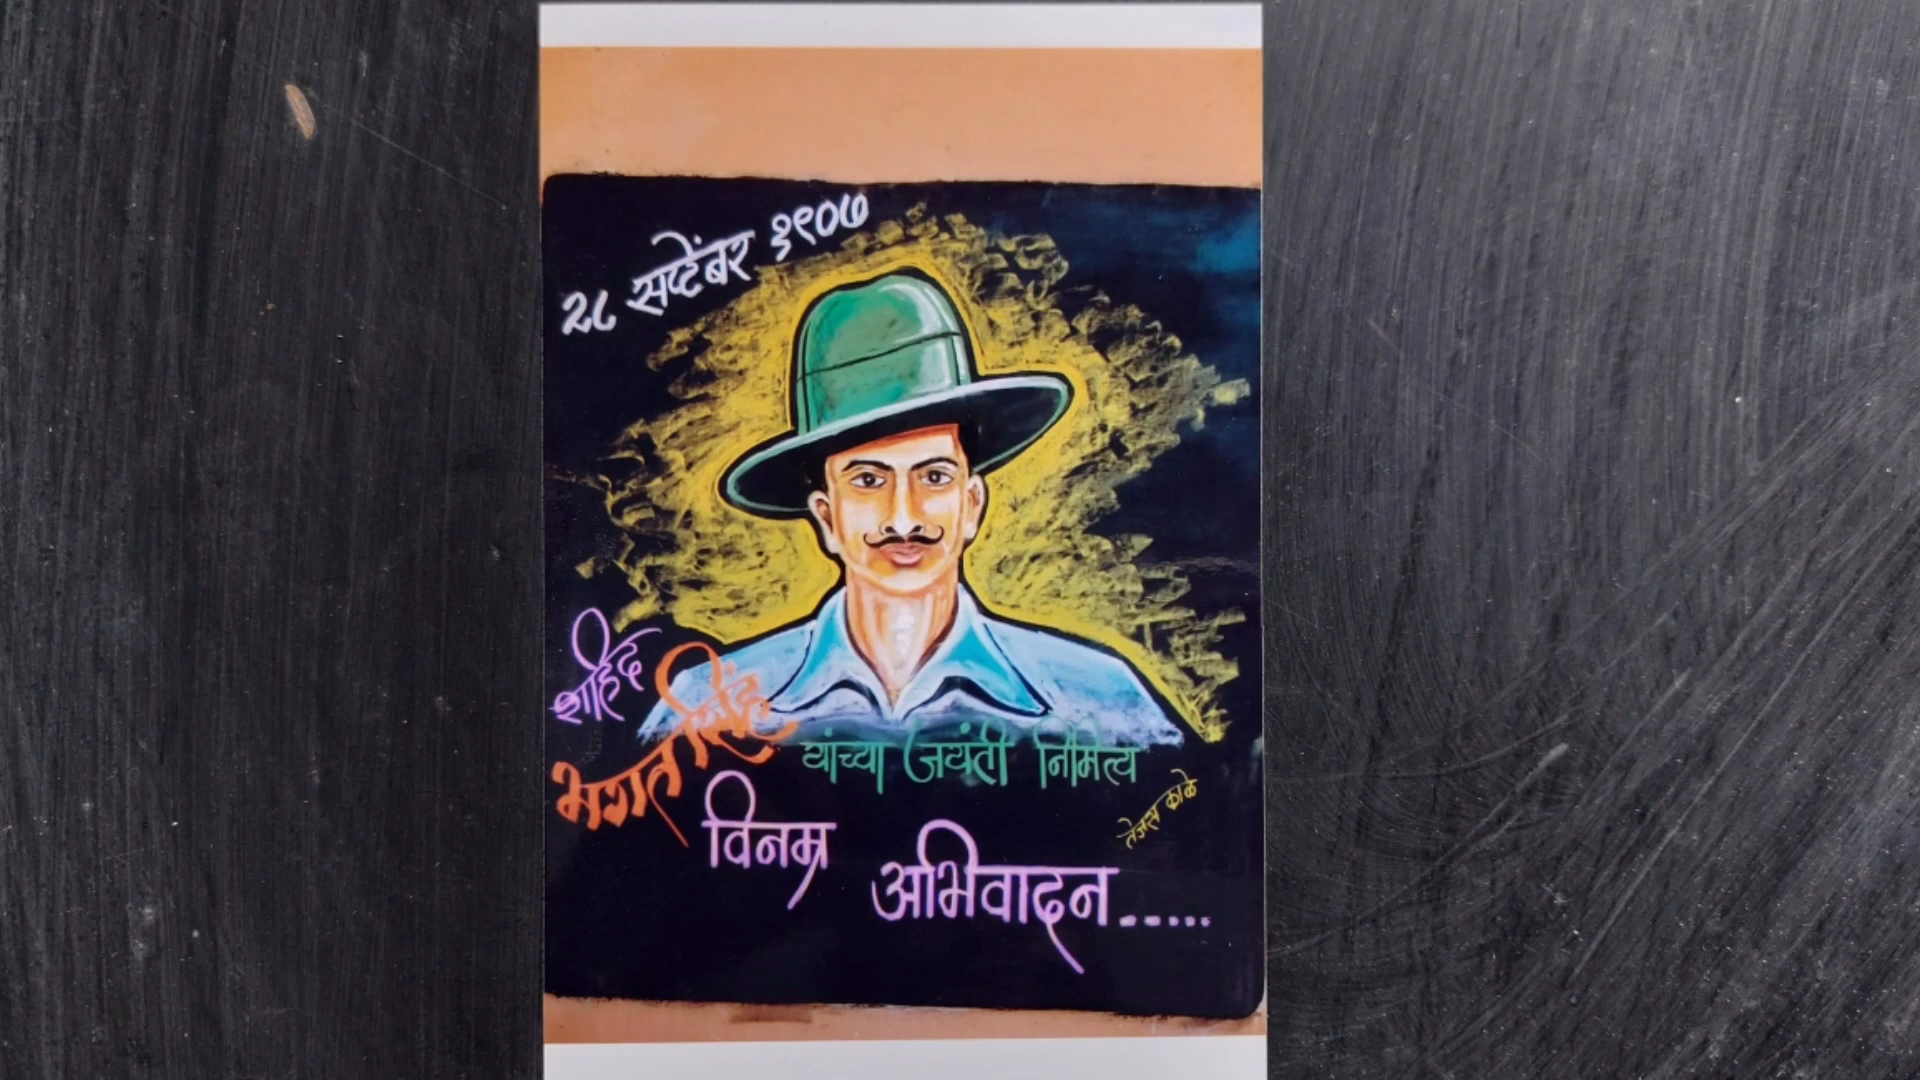 २८ सप्टेंबर १९०७
शहिद
भगतसिंह
यांच्या जयंती निमित्य
विनम्र
अभिवादन......
तेजस काळे